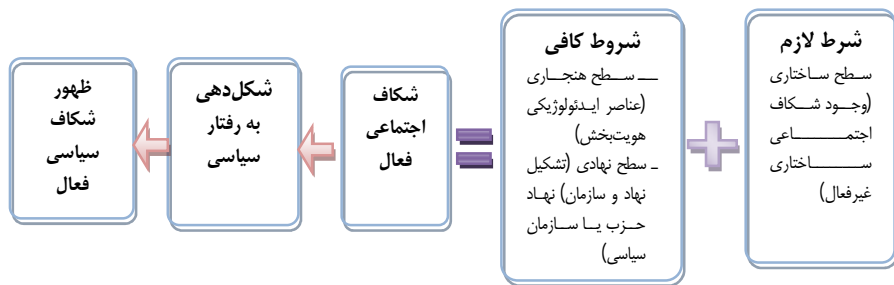 شرط لازم
سطح ساختاری
(وجود شکاف
اجتماعی
ساختاری
غیرفعال)
شروط کافی
ــ سطح هنجاری
(عناصر ایدئولوژیکی
هویت‌بخش)
ـ سطح نهادی (تشکیل
نهاد و سازمان) نهاد
حزب یا سازمان
سیاسی)
شکاف
اجتماعی
فعال
شکل‌دهی
به رفتار
سیاسی
ظهور
شکاف
سیاسی
فعال